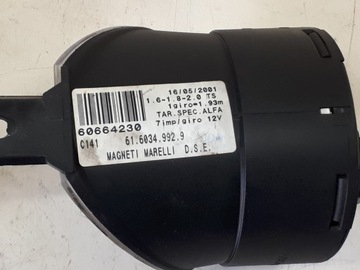 16/05/2001
1.6-1.8-2.0 TS
1giro=1.93m
TAR.SPEC.ALFA
7imp/giro 12V
60664230
C141
61.6034.992.9
MAGNETI MARELLI D.S.E.